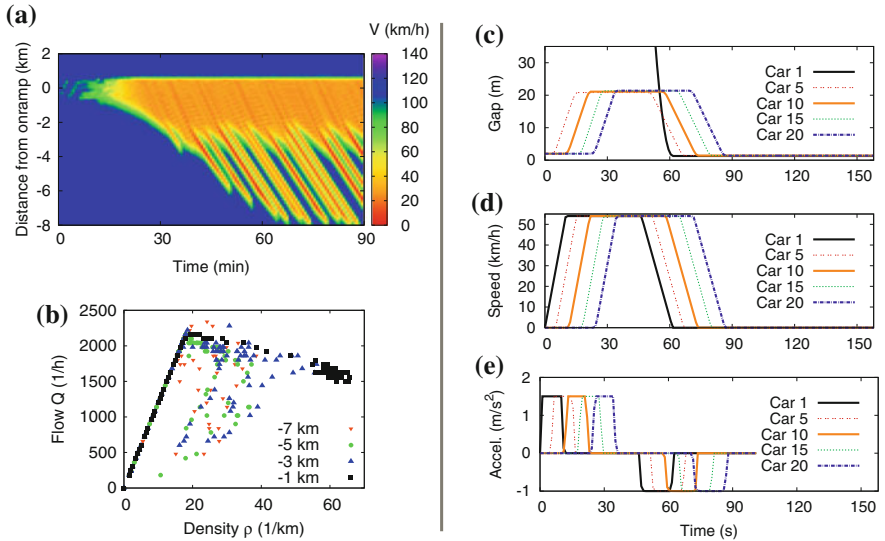 (a)
V (km/h)
Distance from onramp (km)
2
0
-2
-4
-6
-8
0
30
60
90
Time (min)
140
120
100
80
60
40
20
0
(b)
Flow Q (1/h)
2500
2000
1500
1000
500
0
0
20
40
60
Density ρ (1/km)
-7 km
-5 km
-3 km
-1 km
(c)
Gap (m)
30
20
10
0
0
30
60
90
120
150
Car 1
Car 5
Car 10
Car 15
Car 20
(d)
Speed (km/h)
50
40
30
20
10
0
0
30
60
90
120
150
Car 1
Car 5
Car 10
Car 15
Car 20
(e)
Accel. (m/s²)
2
1
0
-1
0
30
60
90
120
150
Time (s)
Car 1
Car 5
Car 10
Car 15
Car 20